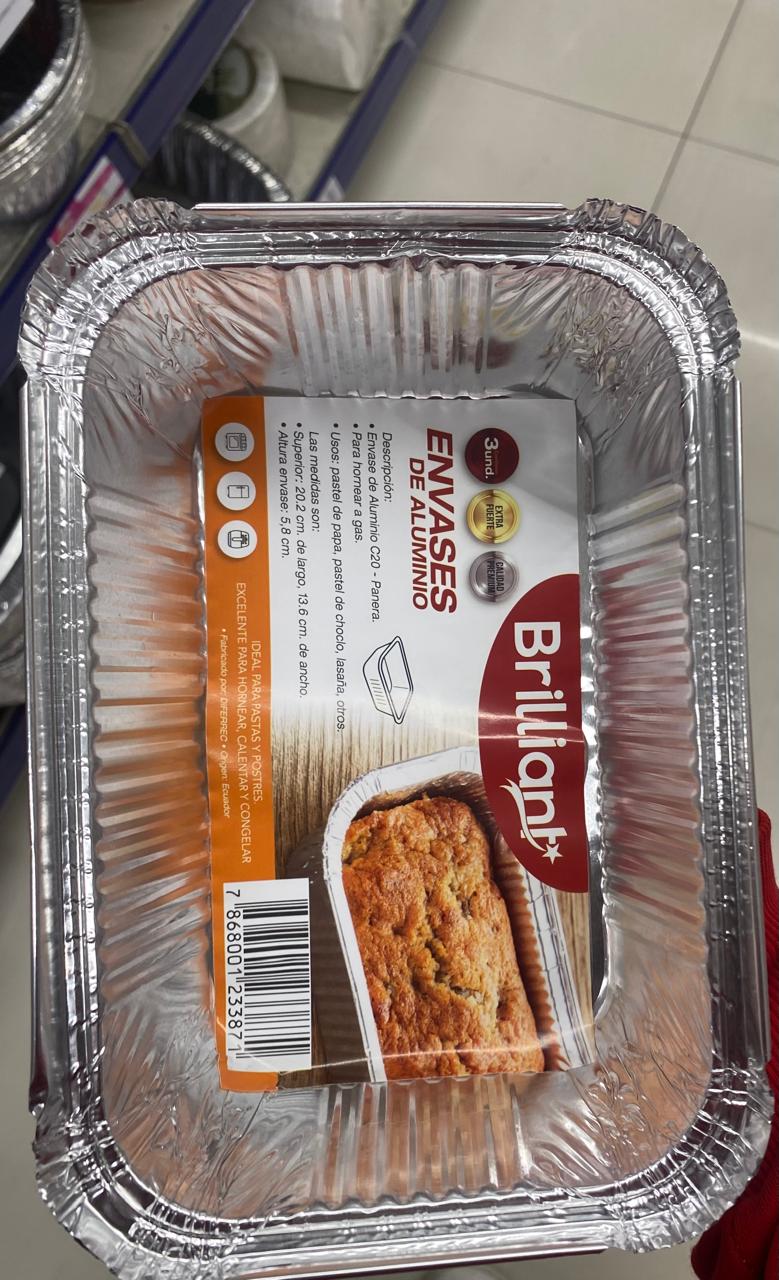 Brilliant
3 und.
EXTRA
FUERTE
CALIDAD
PREMIUM
ENVASES
DE ALUMINIO
Descripción:
• Envase de Aluminio C20 - Panera.
• Para hornear a gas.
• Usos: pastel de papa, pastel de choclo, lasaña, otros.
Las medidas son:
• Superior: 20.2 cm. de largo, 13.6 cm. de ancho.
• Altura envase: 5,8 cm.
IDEAL PARA PASTAS Y POSTRES.
EXCELENTE PARA HORNEAR, CALENTAR Y CONGELAR
• Fabricado por: DIFERREC • Origen: Ecuador
7 868001 233871